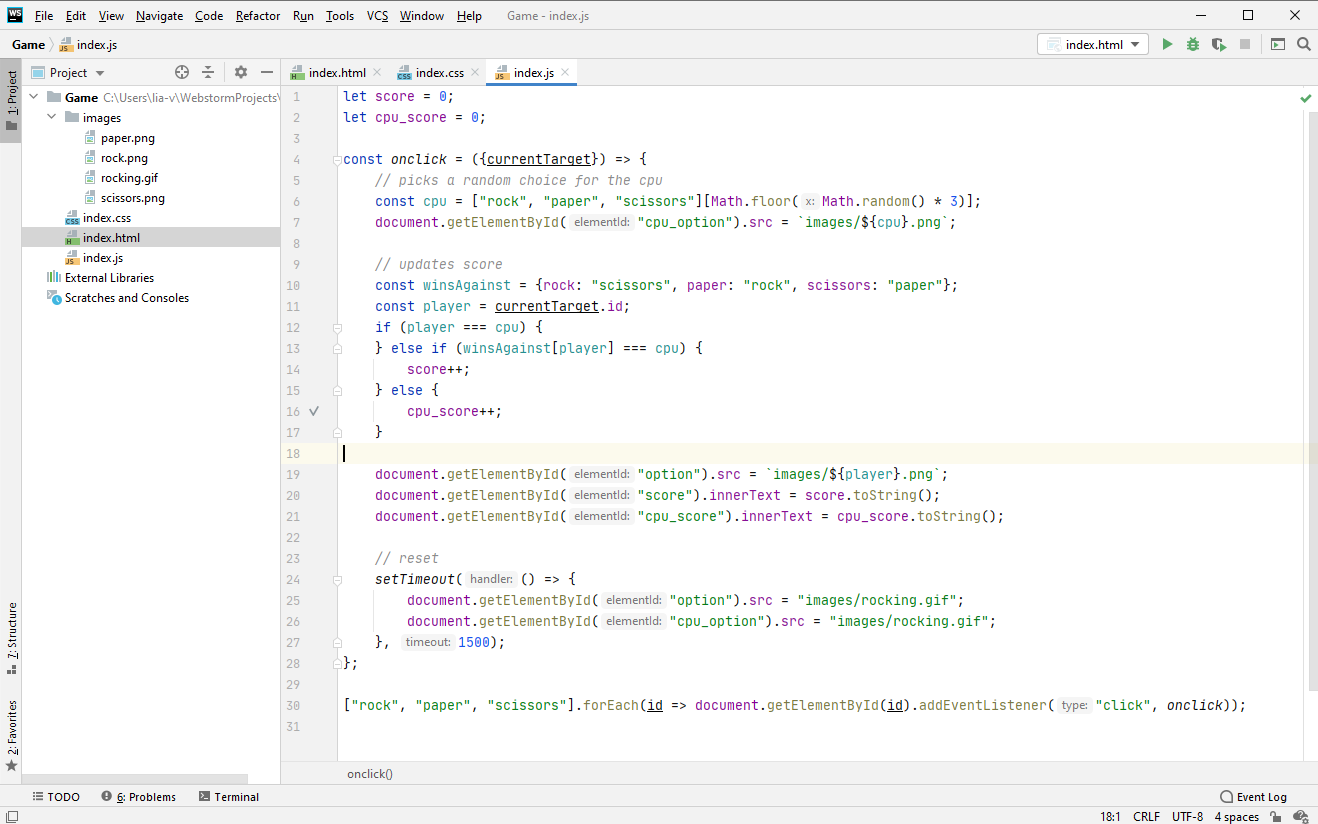 WS File Edit View Navigate Code Refactor Run Tools VCS Window Help Game - index.js
Game index.js index.html
1: Project
Project
index.html index.css index.js
Game C:\Users\lia-v\WebstormProjects\
images
paper.png
rock.png
rocking.gif
scissors.png
index.css
index.html
index.js
External Libraries
Scratches and Consoles
1 let score = 0;
2 let cpu_score = 0;
3
4 const onclick = ({currentTarget}) => {
5 // picks a random choice for the cpu
6 const cpu = ["rock", "paper", "scissors"][Math.floor( x: Math.random() * 3)];
7 document.getElementById( elementId: "cpu_option").src = `images/${cpu}.png`;
8
9 // updates score
10 const winsAgainst = {rock: "scissors", paper: "rock", scissors: "paper"};
11 const player = currentTarget.id;
12 if (player === cpu) {
13 } else if (winsAgainst[player] === cpu) {
14 score++;
15 } else {
16 cpu_score++;
17 }
18
19 document.getElementById( elementId: "option").src = `images/${player}.png`;
20 document.getElementById( elementId: "score").innerText = score.toString();
21 document.getElementById( elementId: "cpu_score").innerText = cpu_score.toString();
22
23 // reset
24 setTimeout( handler: () => {
25 document.getElementById( elementId: "option").src = "images/rocking.gif";
26 document.getElementById( elementId: "cpu_option").src = "images/rocking.gif";
27 }, timeout: 1500);
28 };
29
30 ["rock", "paper", "scissors"].forEach(id => document.getElementById(id).addEventListener( type: "click", onclick));
31
7: Structure
2: Favorites
onclick()
TODO 6: Problems Terminal Event Log
18:1 CRLF UTF-8 4 spaces